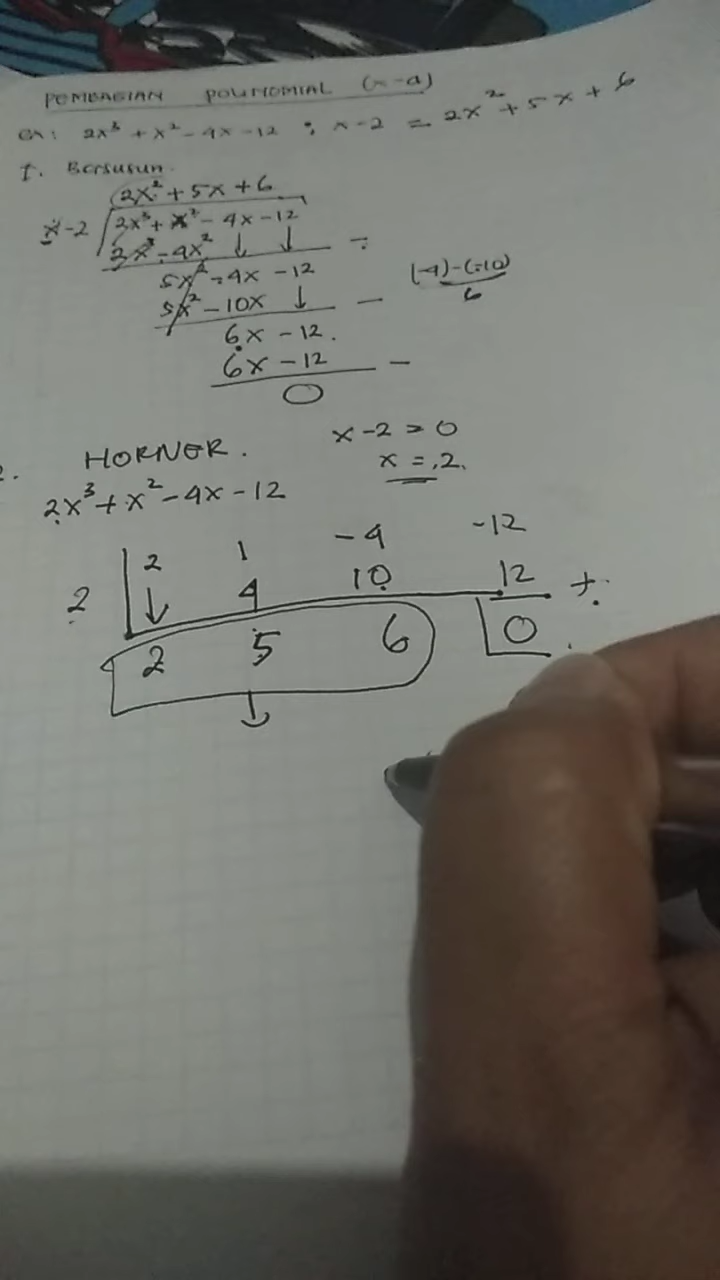 PEMBAGIAN POLINOMIAL (x-a)
2x³ + x² - 4x - 12 : x-2 = 2x² + 5x + 6
1. Bersusun.
2x² + 5x + 6
x-2 2x³ + x² - 4x - 12
2x³ - 4x² ↓ ↓ -
5x² - 4x - 12 (-4)-(-10)
5x² - 10x ↓ - 6
6x - 12.
6x - 12 -
0
2. HORNER. x-2 = 0
x = 2.
2x³ + x² - 4x - 12
2 1 -4 -12
2 ↓ 4 10 12 +
2 5 6 0